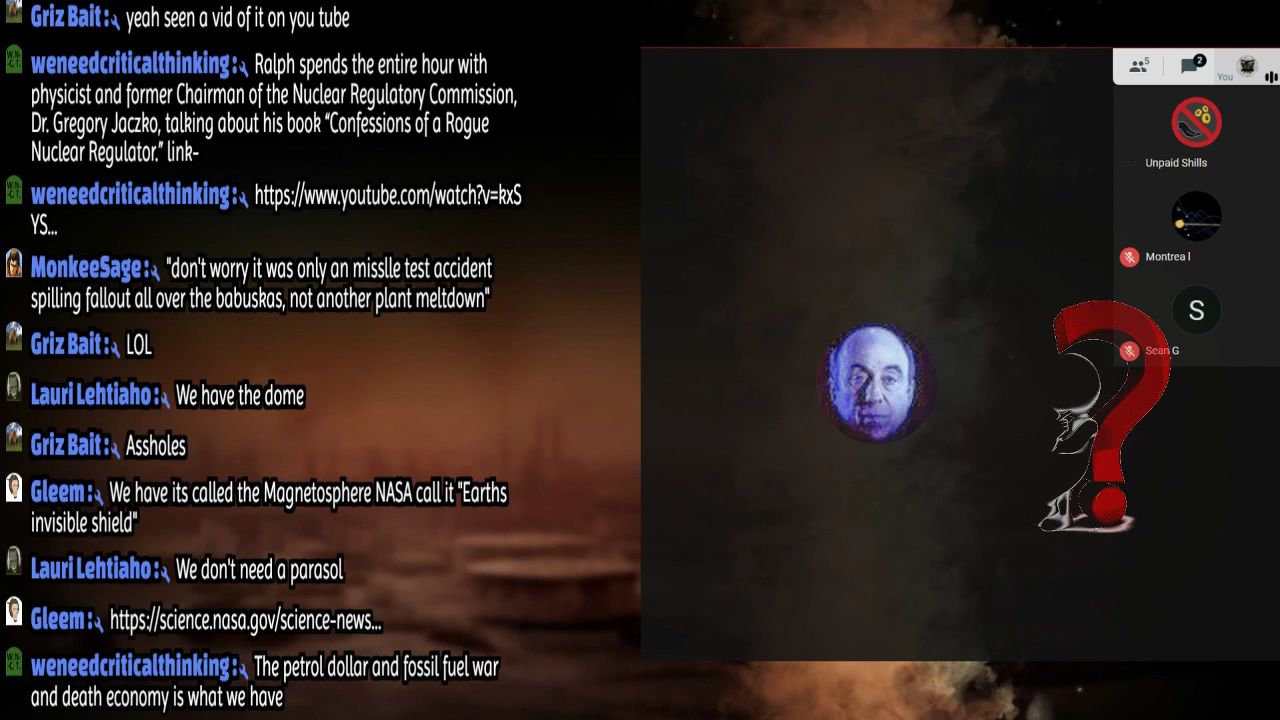 Griz Bait: yeah seen a vid of it on you tube
weneedcriticalthinking: Ralph spends the entire hour with
physicist and former Chairman of the Nuclear Regulatory Commission,
Dr. Gregory Jaczko, talking about his book “Confessions of a Rogue
Nuclear Regulator.” link-
weneedcriticalthinking: https://www.youtube.com/watch?v=kxS
YS...
MonkeeSage: "don't worry it was only an missIle test accident
spilling fallout all over the babuskas, not another plant meltdown"
Griz Bait: LOL
Lauri Lehtiaho: We have the dome
Griz Bait: Assholes
Gleem: We have its called the Magnetosphere NASA call it "Earths
invisible shield"
Lauri Lehtiaho: We don't need a parasol
Gleem: https://science.nasa.gov/science-news...
weneedcriticalthinking: The petrol dollar and fossil fuel war
and death economy is what we have
5
2
You
Unpaid Shills
Montrea l
S
Sean G
?